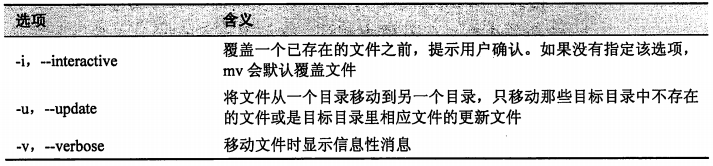 选项 含义
-i，--interactive 覆盖一个已存在的文件之前，提示用户确认。如果没有指定该选项，
mv 会默认覆盖文件
-u，--update 将文件从一个目录移动到另一个目录，只移动那些目标目录中不存在
的文件或是目标目录里相应文件的更新文件
-v，--verbose 移动文件时显示信息性消息